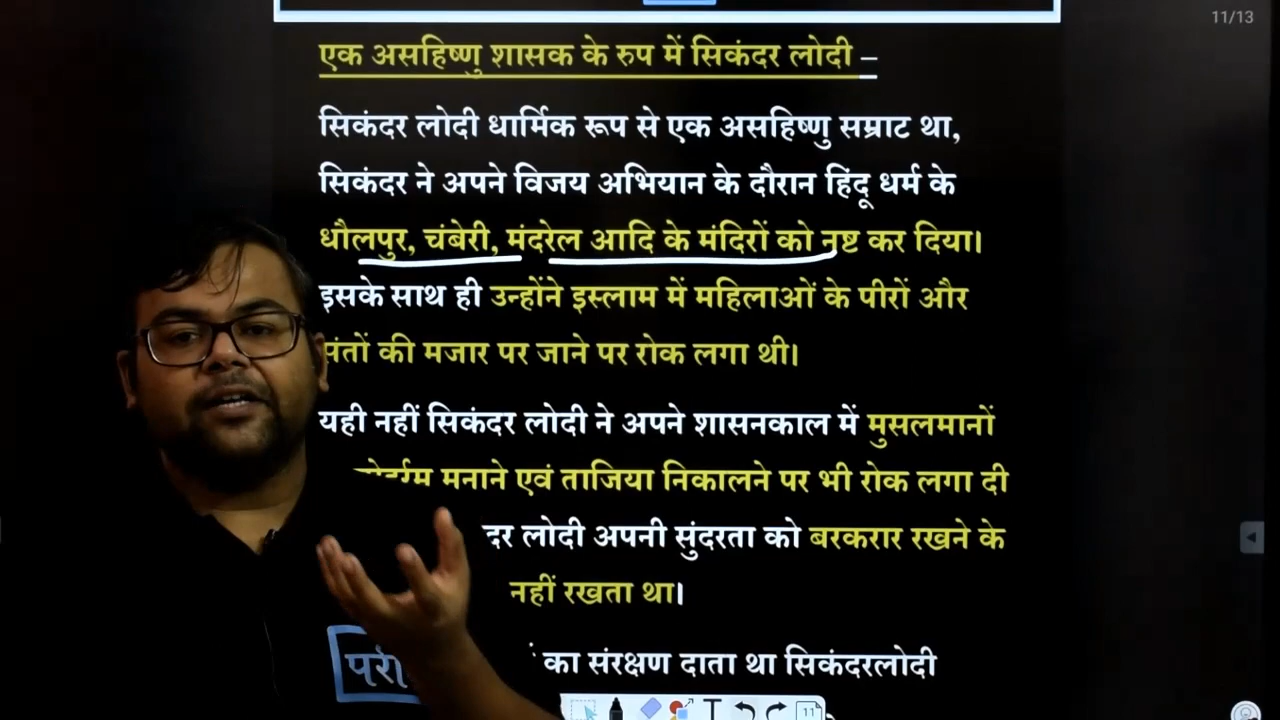 11/13
एक असहिष्णु शासक के रुप में सिकंदर लोदी –
सिकंदर लोदी धार्मिक रूप से एक असहिष्णु सम्राट था,
सिकंदर ने अपने विजय अभियान के दौरान हिंदू धर्म के
धौलपुर, चंबेरी, मंदरेल आदि के मंदिरों को नष्ट कर दिया।
इसके साथ ही उन्होंने इस्लाम में महिलाओं के पीरों और
संतों की मजार पर जाने पर रोक लगा थी।
यही नहीं सिकंदर लोदी ने अपने शासनकाल में मुसलमानों
मनाने एवं ताजिया निकालने पर भी रोक लगा दी
लोदी अपनी सुंदरता को बरकरार रखने के
नहीं रखता था।
का संरक्षण दाता था सिकंदरलोदी
T 11